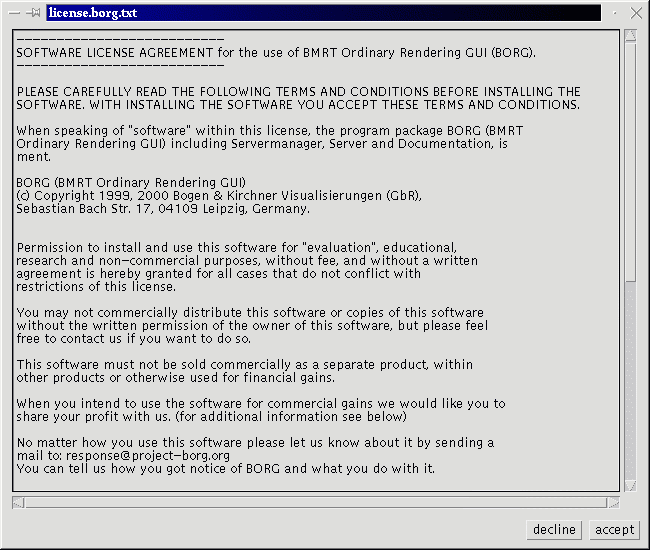 license.borg.txt
--------------------------
SOFTWARE LICENSE AGREEMENT for the use of BMRT Ordinary Rendering GUI (BORG).
--------------------------
PLEASE CAREFULLY READ THE FOLLOWING TERMS AND CONDITIONS BEFORE INSTALLING THE
SOFTWARE. WITH INSTALLING THE SOFTWARE YOU ACCEPT THESE TERMS AND CONDITIONS.
When speaking of "software" within this license, the program package BORG (BMRT
Ordinary Rendering GUI) including Servermanager, Server and Documentation, is
ment.
BORG (BMRT Ordinary Rendering GUI)
(c) Copyright 1999, 2000 Bogen & Kirchner Visualisierungen (GbR),
Sebastian Bach Str. 17, 04109 Leipzig, Germany.
Permission to install and use this software for "evaluation", educational,
research and non-commercial purposes, without fee, and without a written
agreement is hereby granted for all cases that do not conflict with
restrictions of this license.
You may not commercially distribute this software or copies of this software
without the written permission of the owner of this software, but please feel
free to contact us if you want to do so.
This software must not be sold commercially as a separate product, within
other products or otherwise used for financial gains.
When you intend to use the software for commercial gains we would like you to
share your profit with us. (for additional information see below)
No matter how you use this software please let us know about it by sending a
mail to: response@project-borg.org
You can tell us how you got notice of BORG and what you do with it.
decline accept